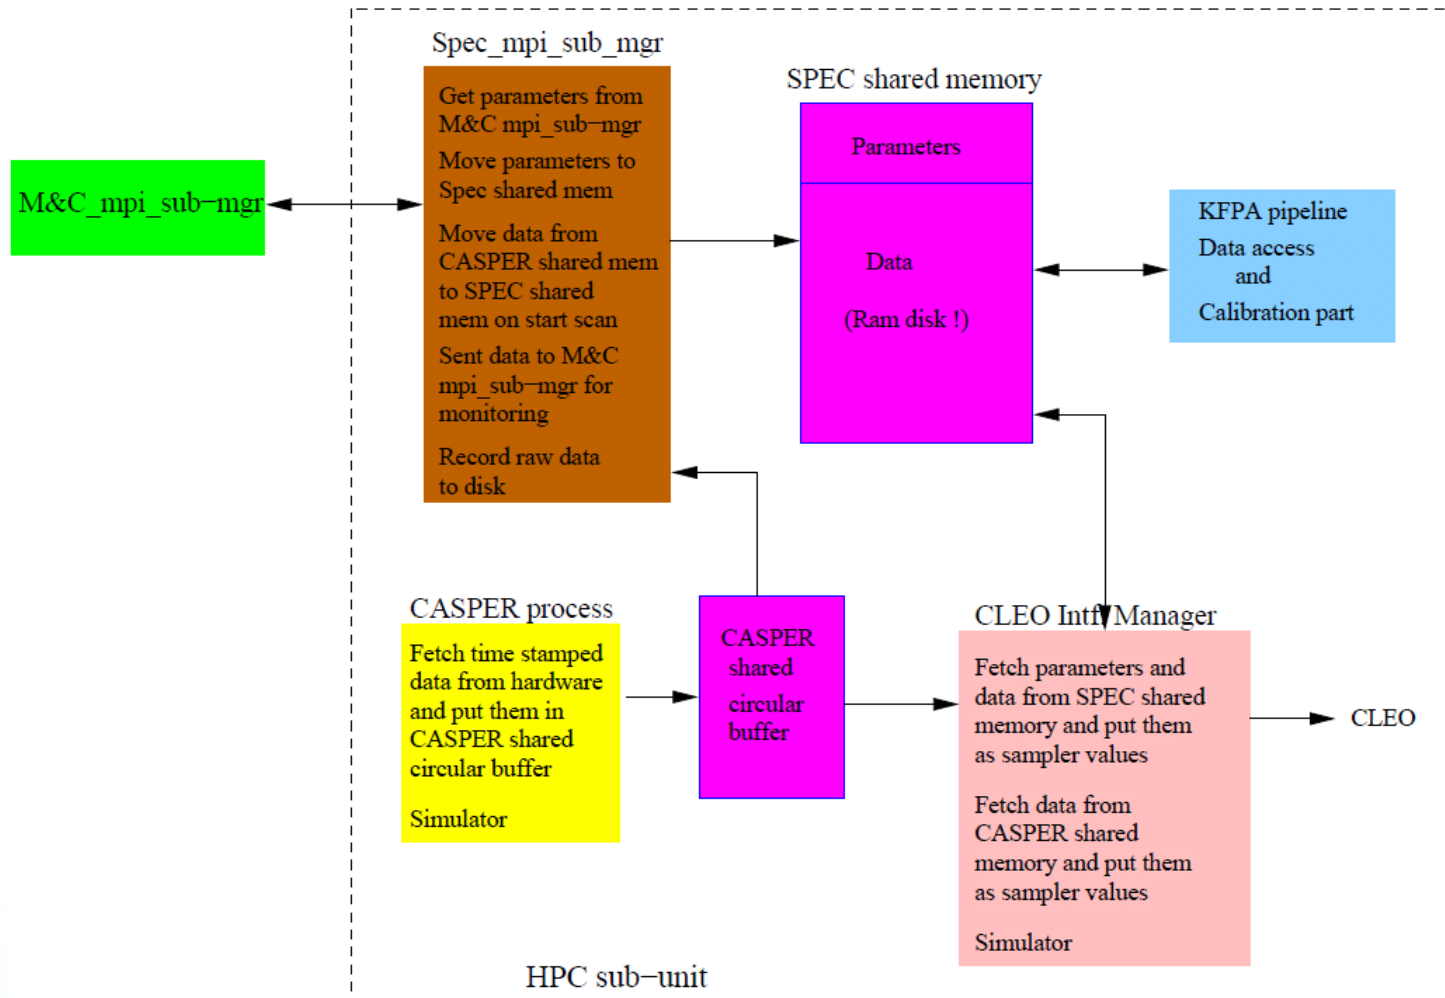 Spec_mpi_sub_mgr
Get parameters from
M&C mpi_sub−mgr
Move parameters to
Spec shared mem
Move data from
CASPER shared mem
to SPEC shared
mem on start scan
Sent data to M&C
mpi_sub−mgr for
monitoring
Record raw data
to disk
M&C_mpi_sub−mgr
SPEC shared memory
Parameters
Data
(Ram disk !)
KFPA pipeline
Data access
and
Calibration part
CASPER process
Fetch time stamped
data from hardware
and put them in
CASPER shared
circular buffer
Simulator
CASPER
shared
circular
buffer
CLEO Intf. Manager
Fetch parameters and
data from SPEC shared
memory and put them
as sampler values
Fetch data from
CASPER shared
memory and put them
as sampler values
Simulator
CLEO
HPC sub−unit